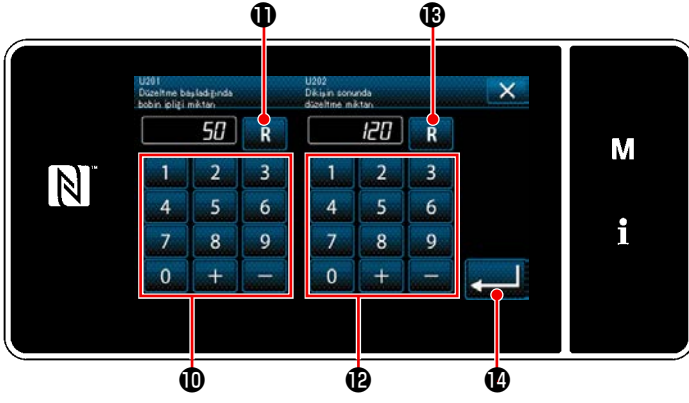 ⓫ ⓭
U201
Düzeltme başladığında
bobin ipliği miktarı
U202
Dikişin sonunda
düzeltme miktarı
50 R
120 R
1 2 3
4 5 6
7 8 9
0 + −
1 2 3
4 5 6
7 8 9
0 + −
N™
M
i
❿ ⓬ ⓮